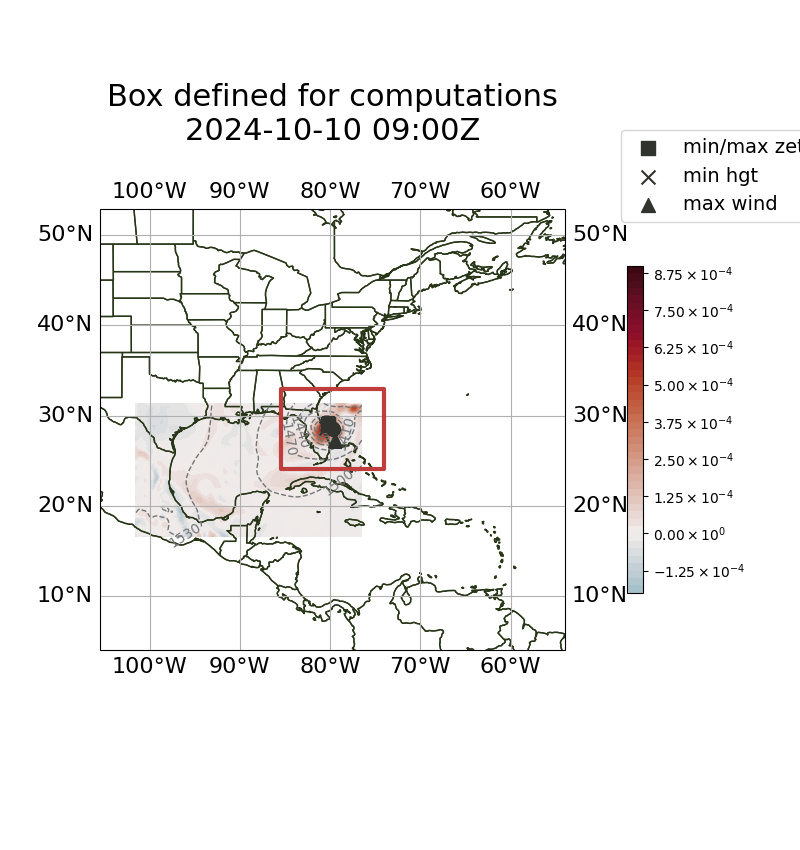 Box defined for computations
2024-10-10 09:00Z
min/max zet
min hgt
max wind
100°W 90°W 80°W 70°W 60°W
50°N 50°N
40°N 40°N
30°N 30°N
20°N 20°N
10°N 10°N
100°W 90°W 80°W 70°W 60°W
8.75 × 10⁻⁴
7.50 × 10⁻⁴
6.25 × 10⁻⁴
5.00 × 10⁻⁴
3.75 × 10⁻⁴
2.50 × 10⁻⁴
1.25 × 10⁻⁴
0.00 × 10⁰
−1.25 × 10⁻⁴
1470
1500
1530